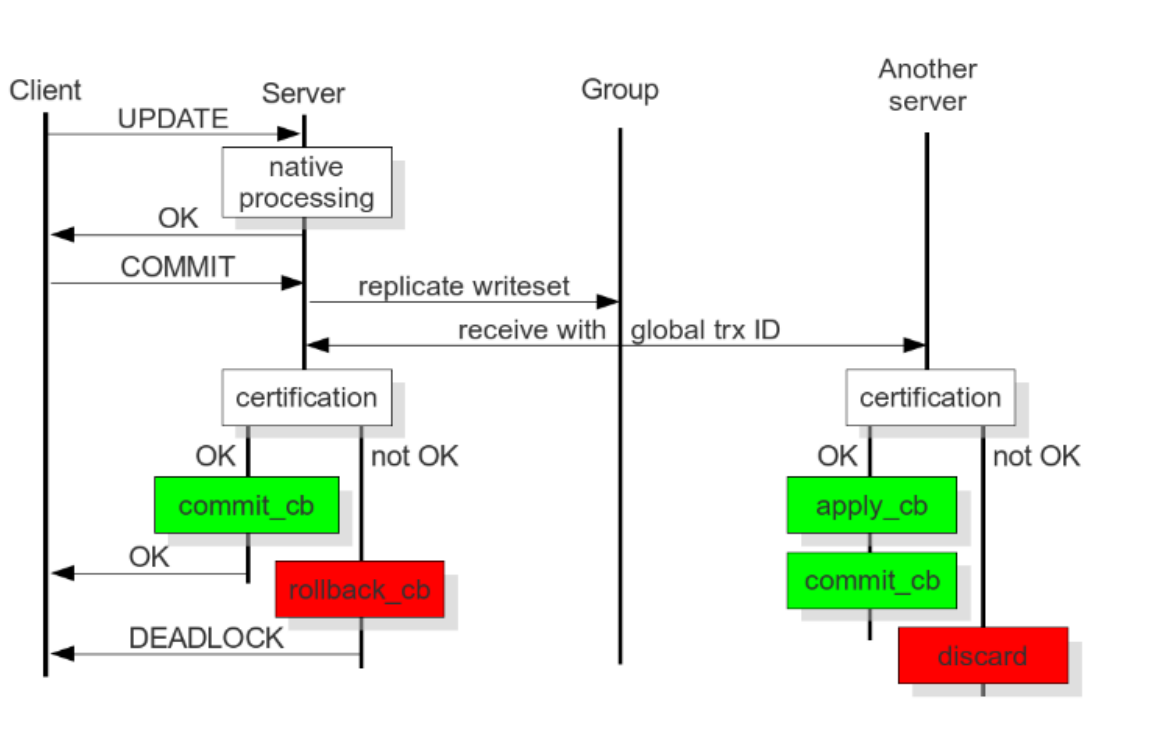 Client
Server
Group
Another
server
UPDATE
native
processing
OK
COMMIT
replicate writeset
receive with global trx ID
certification
certification
OK
not OK
OK
not OK
commit_cb
apply_cb
OK
rollback_cb
commit_cb
DEADLOCK
discard